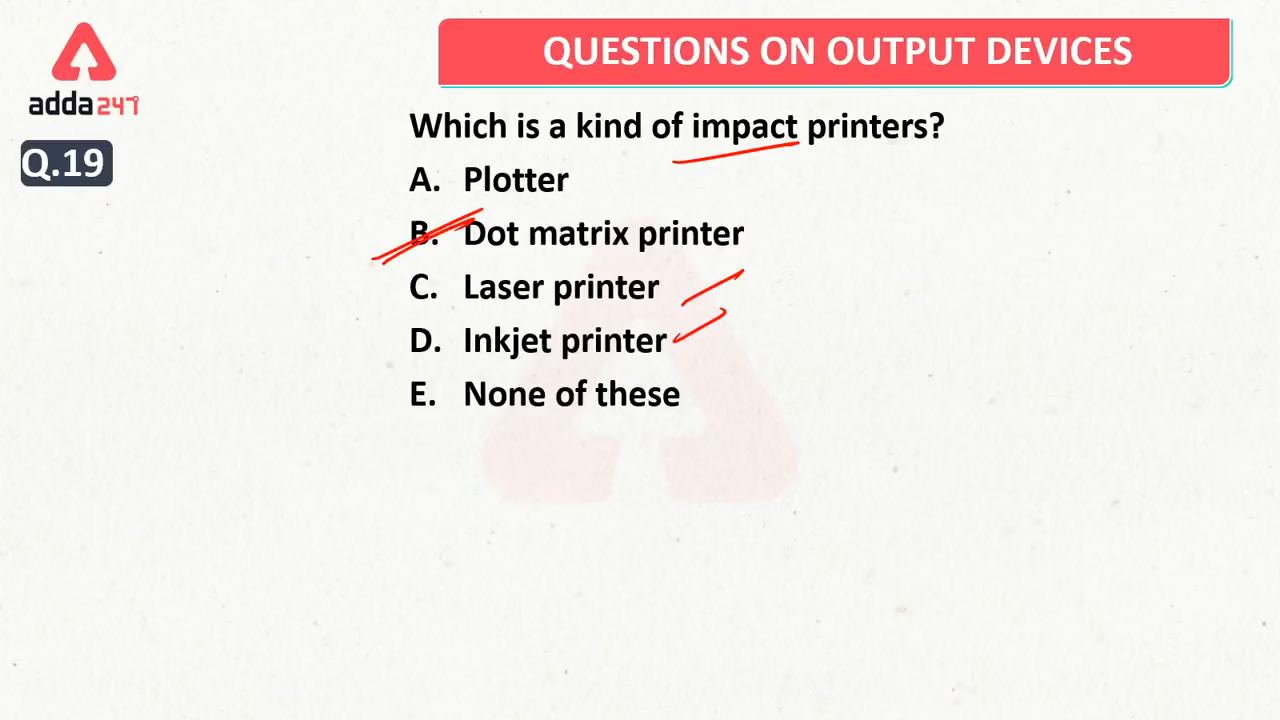 QUESTIONS ON OUTPUT DEVICES
adda247
Q.19
Which is a kind of impact printers?
A. Plotter
B. Dot matrix printer
C. Laser printer
D. Inkjet printer
E. None of these